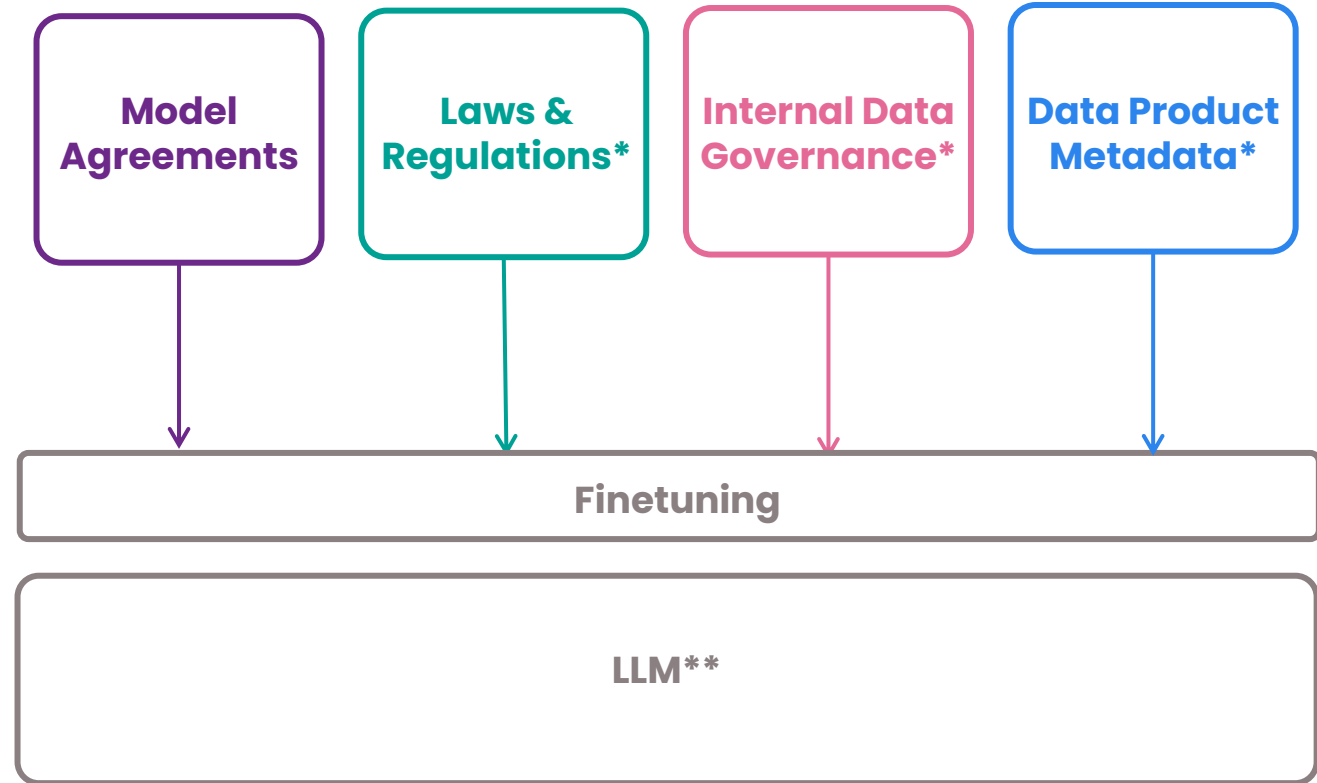 Model
Agreements
Laws &
Regulations*
Internal Data
Governance*
Data Product
Metadata*
Finetuning
LLM**